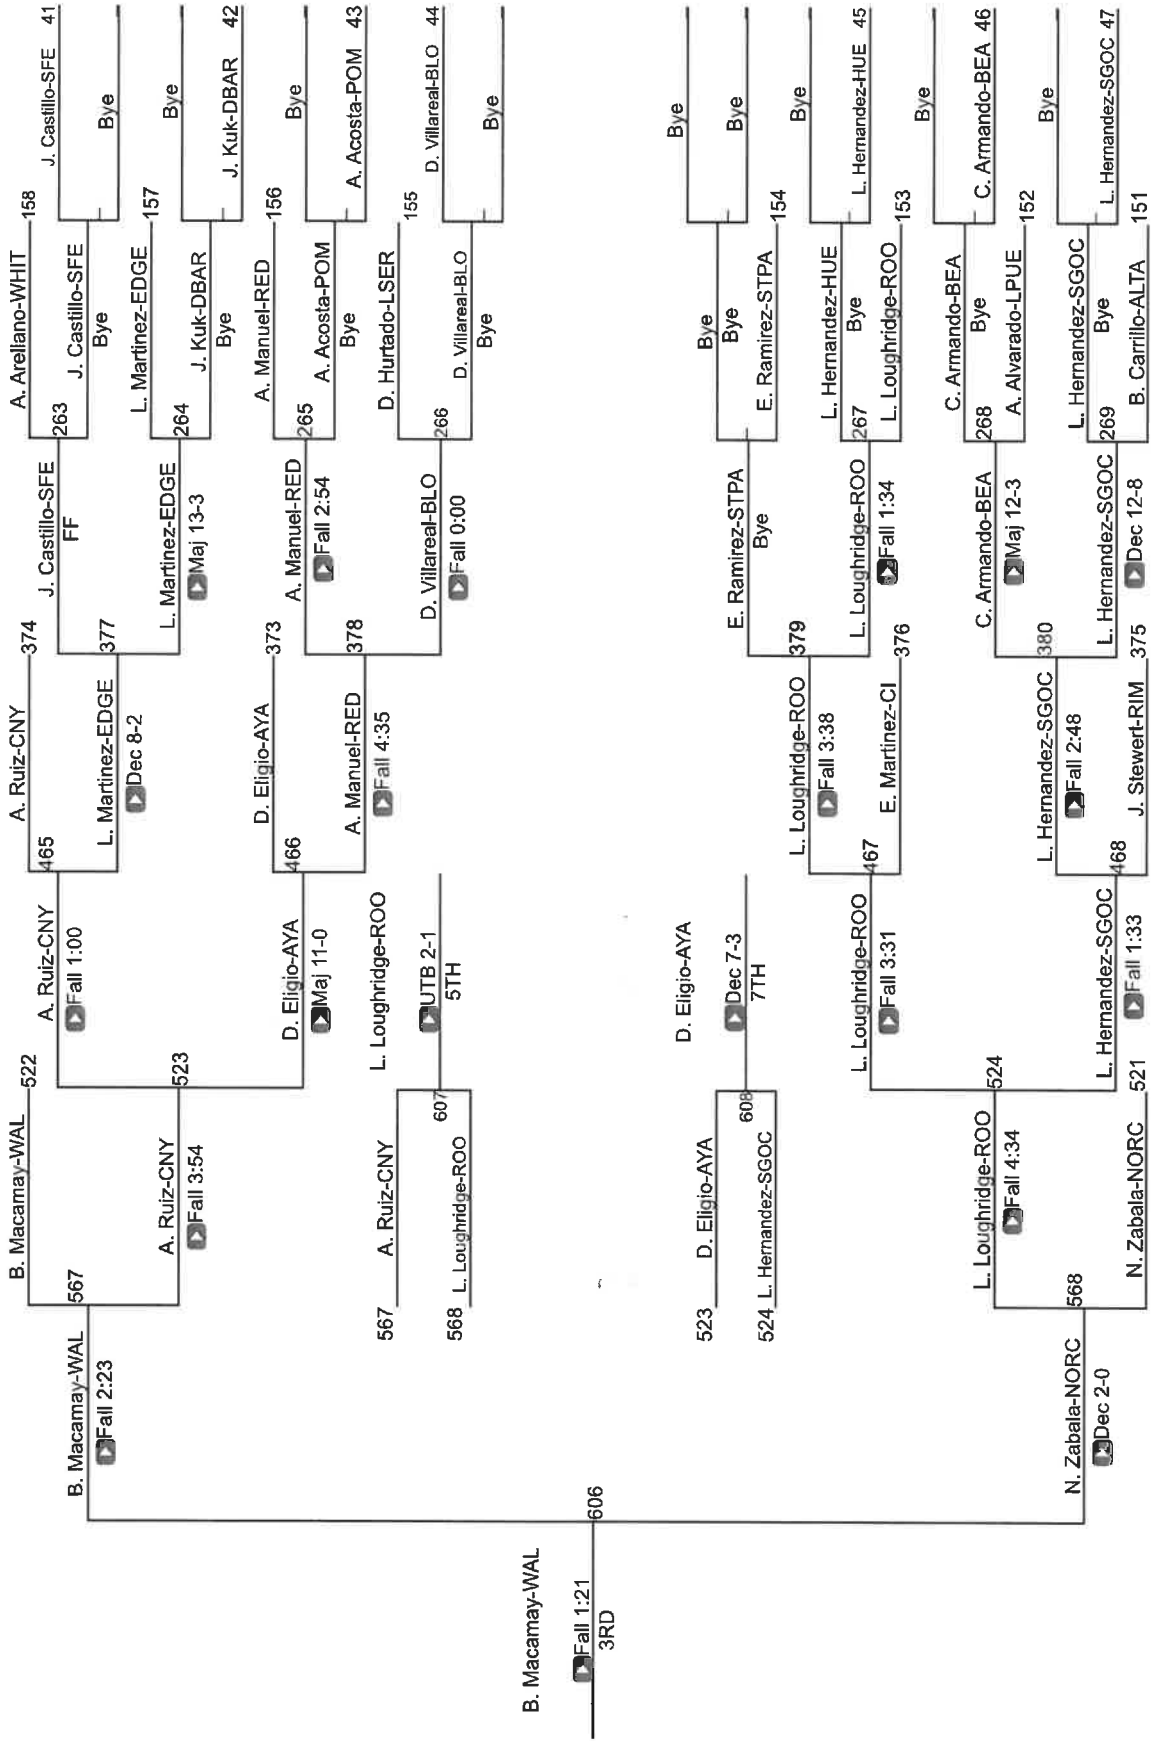 J. Castillo-SFE 41
Bye
Bye
J. Kuk-DBAR 42
Bye
A. Acosta-POM 43
D. Villareal-BLO 44
Bye
Bye
Bye
Bye
L. Hernandez-HUE 45
Bye
C. Armando-BEA 46
Bye
L. Hernandez-SGOC 47
A. Arellano-WHIT 158
J. Castillo-SFE
Bye
L. Martinez-EDGE 157
J. Kuk-DBAR
Bye
A. Manuel-RED 156
A. Acosta-POM
Bye
D. Hurtado-LSER 155
D. Villareal-BLO
Bye
Bye
Bye
E. Ramirez-STPA 154
L. Hernandez-HUE
Bye
L. Loughridge-ROO 153
C. Armando-BEA
Bye
A. Alvarado-LPUE 152
L. Hernandez-SGOC
Bye
B. Carrillo-ALTA 151
J. Castillo-SFE 263
FF
L. Martinez-EDGE 264
Maj 13-3
A. Manuel-RED 265
Fall 2:54
D. Villareal-BLO 266
Fall 0:00
E. Ramirez-STPA
Bye
L. Loughridge-ROO 267
Fall 1:34
C. Armando-BEA 268
Maj 12-3
L. Hernandez-SGOC 269
Dec 12-8
A. Ruiz-CNY 374
L. Martinez-EDGE 377
Dec 8-2
D. Eligio-AYA 373
A. Manuel-RED 378
Fall 4:35
L. Loughridge-ROO 379
Fall 3:38
E. Martinez-CI 376
L. Hernandez-SGOC 380
Fall 2:48
J. Stewert-RIM 375
A. Ruiz-CNY 465
Fall 1:00
D. Eligio-AYA 466
Maj 11-0
L. Loughridge-ROO
UTB 2-1
5TH
D. Eligio-AYA
Dec 7-3
7TH
L. Loughridge-ROO 467
Fall 3:31
L. Hernandez-SGOC 468
Fall 1:33
B. Macamay-WAL 522
A. Ruiz-CNY 523
Fall 3:54
567 A. Ruiz-CNY
607
568 L. Loughridge-ROO
523 D. Eligio-AYA
608
524 L. Hernandez-SGOC
L. Loughridge-ROO 524
Fall 4:34
N. Zabala-NORC 521
B. Macamay-WAL 567
Fall 2:23
N. Zabala-NORC 568
Dec 2-0
B. Macamay-WAL 606
Fall 1:21
3RD